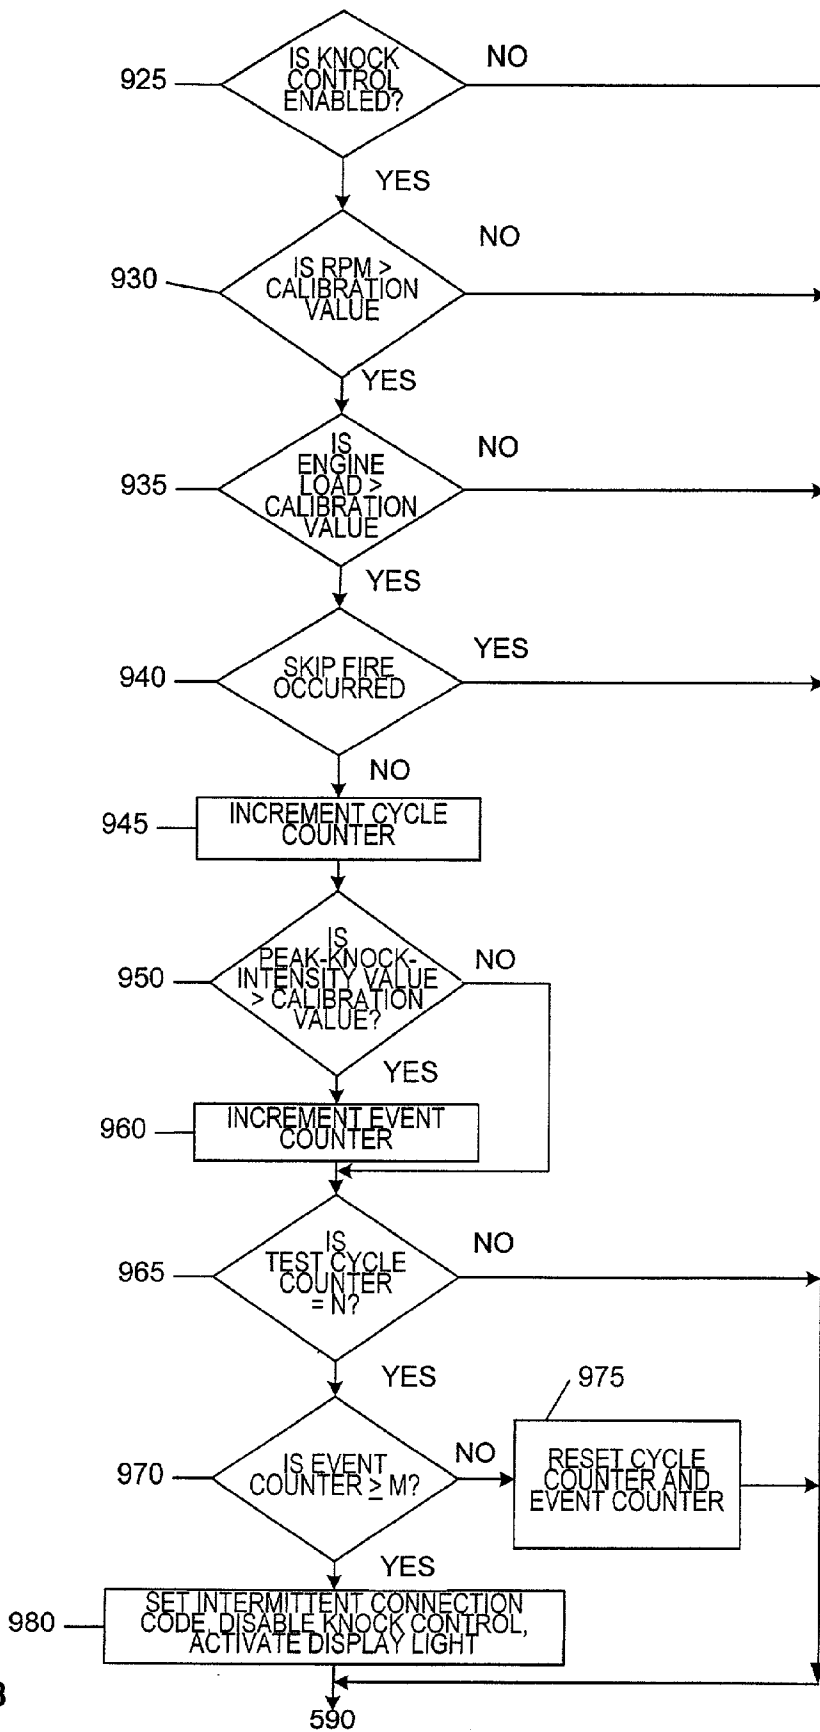 IS KNOCK
CONTROL
ENABLED?
NO
925
YES
IS RPM >
CALIBRATION
VALUE
NO
930
YES
IS
ENGINE
LOAD >
CALIBRATION
VALUE
NO
935
YES
SKIP FIRE
OCCURRED
YES
940
NO
INCREMENT CYCLE
COUNTER
945
IS
PEAK-KNOCK-
INTENSITY VALUE
> CALIBRATION
VALUE?
NO
950
YES
INCREMENT EVENT
COUNTER
960
IS
TEST CYCLE
COUNTER
= N?
NO
965
YES
975
IS EVENT
COUNTER ≥ M?
NO
970
RESET CYCLE
COUNTER AND
EVENT COUNTER
YES
SET INTERMITTENT CONNECTION
CODE, DISABLE KNOCK CONTROL,
ACTIVATE DISPLAY LIGHT
980
590